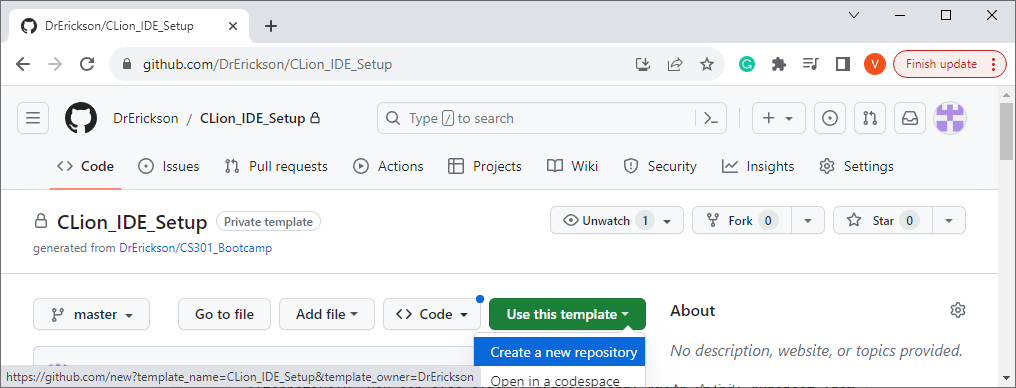 DrErickson/CLion_IDE_Setup
github.com/DrErickson/CLion_IDE_Setup
V
Finish update
DrErickson / CLion_IDE_Setup
Type / to search
Code Issues Pull requests Actions Projects Wiki Security Insights Settings
CLion_IDE_Setup Private template
Unwatch 1 Fork 0 Star 0
generated from DrErickson/CS301_Bootcamp
master Go to file Add file Code Use this template
About
Create a new repository
No description, website, or topics provided.
https://github.com/new?template_name=CLion_IDE_Setup&template_owner=DrErickson
Open in a codespace